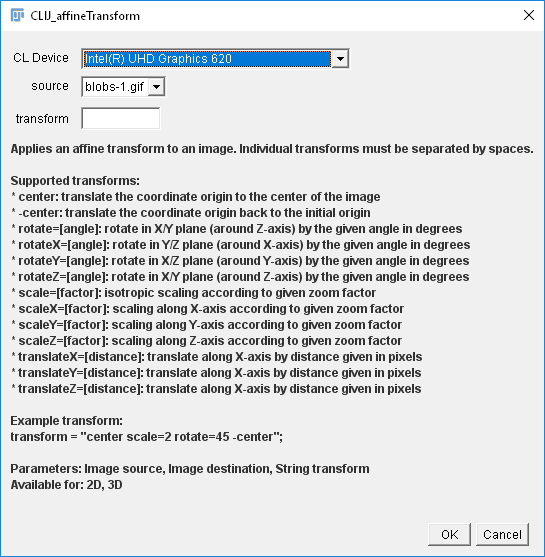 CLIJ_affineTransform
CL Device Intel(R) UHD Graphics 620
source blobs-1.gif
transform
Applies an affine transform to an image. Individual transforms must be separated by spaces.
Supported transforms:
* center: translate the coordinate origin to the center of the image
* -center: translate the coordinate origin back to the initial origin
* rotate=[angle]: rotate in X/Y plane (around Z-axis) by the given angle in degrees
* rotateX=[angle]: rotate in Y/Z plane (around X-axis) by the given angle in degrees
* rotateY=[angle]: rotate in X/Z plane (around Y-axis) by the given angle in degrees
* rotateZ=[angle]: rotate in X/Y plane (around Z-axis) by the given angle in degrees
* scale=[factor]: isotropic scaling according to given zoom factor
* scaleX=[factor]: scaling along X-axis according to given zoom factor
* scaleY=[factor]: scaling along Y-axis according to given zoom factor
* scaleZ=[factor]: scaling along Z-axis according to given zoom factor
* translateX=[distance]: translate along X-axis by distance given in pixels
* translateY=[distance]: translate along X-axis by distance given in pixels
* translateZ=[distance]: translate along X-axis by distance given in pixels
Example transform:
transform = "center scale=2 rotate=45 -center";
Parameters: Image source, Image destination, String transform
Available for: 2D, 3D
OK Cancel